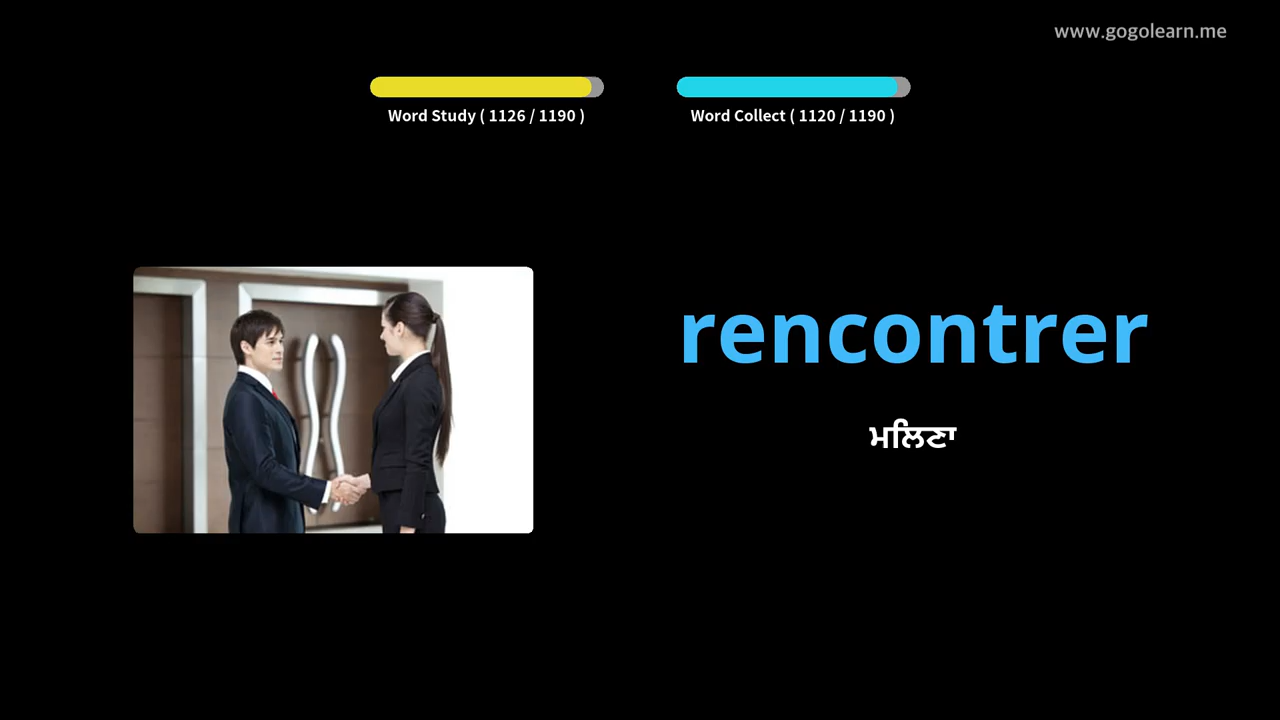 www.gogolearn.me
Word Study ( 1126 / 1190 )
Word Collect ( 1120 / 1190 )
rencontrer
ਮਲਿਣਾ